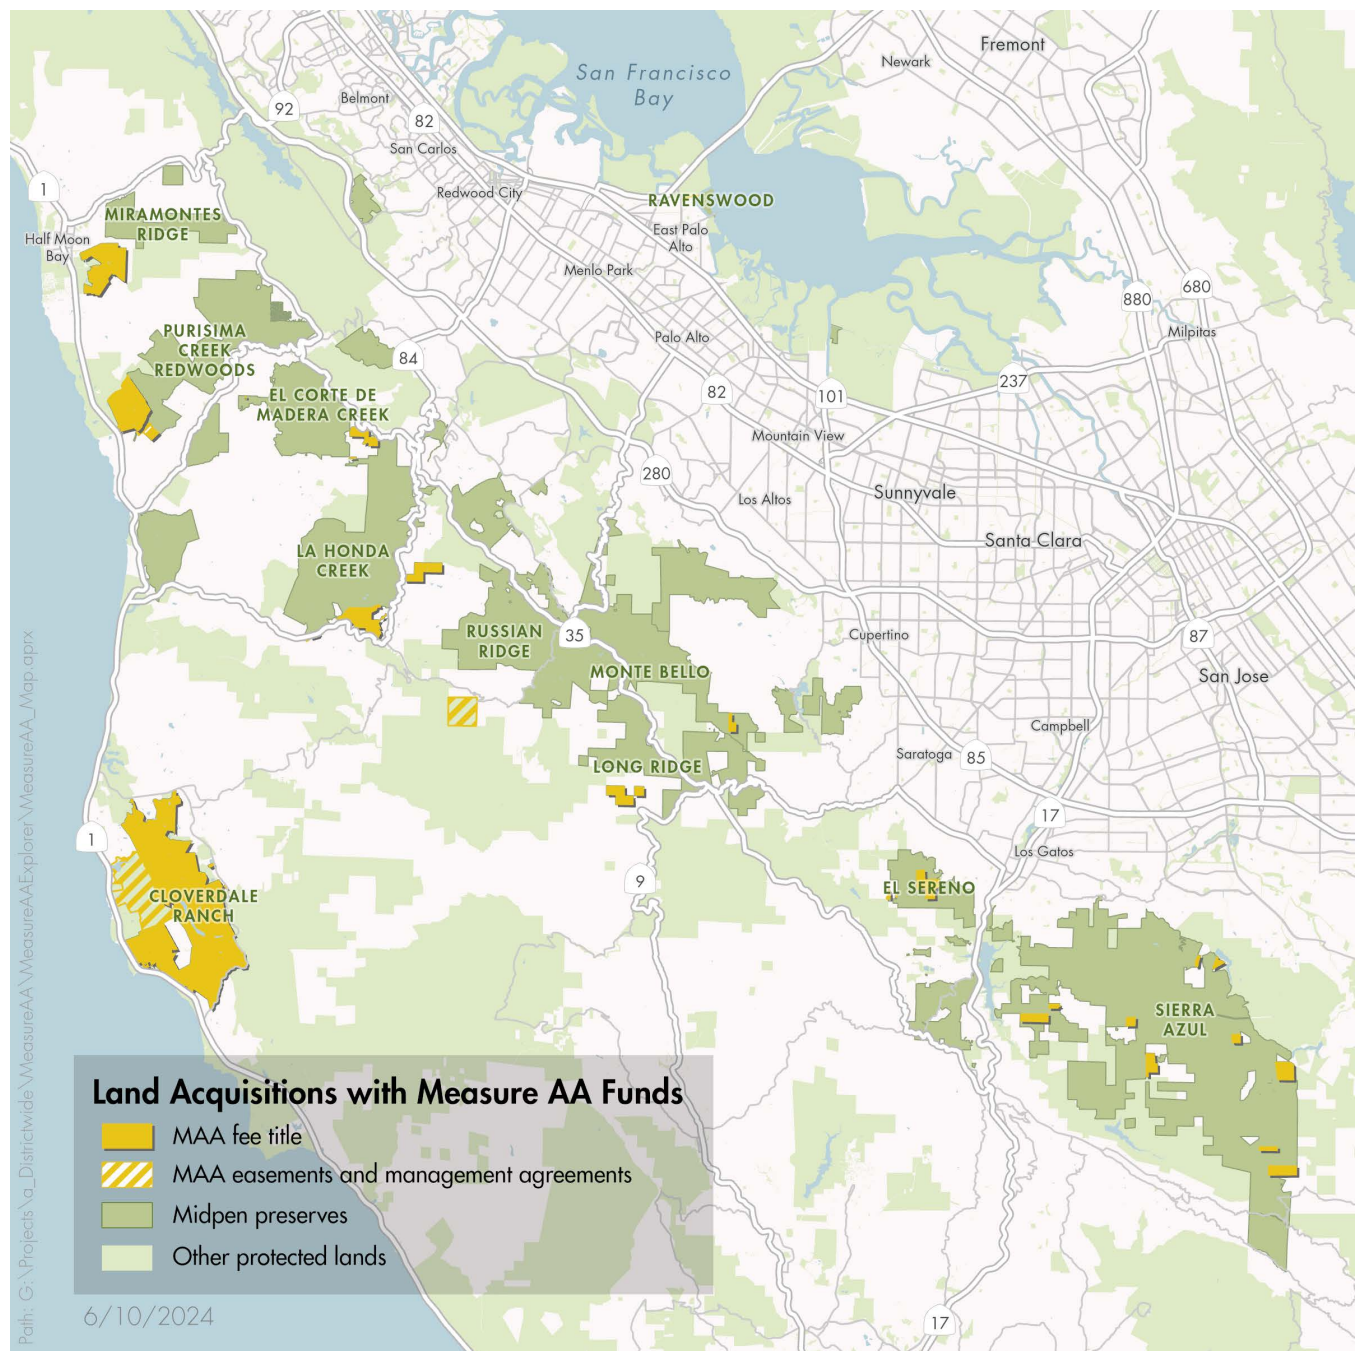 San Francisco
Bay
Fremont
Newark
Belmont
92
82
San Carlos
Redwood City
1
RAVENSWOOD
MIRAMONTES
RIDGE
East Palo
Alto
Half Moon
Bay
Menlo Park
680
880
Milpitas
PURISIMA
CREEK
REDWOODS
Palo Alto
84
237
82
101
EL CORTE DE
MADERA CREEK
Mountain View
280
Los Altos
Sunnyvale
Santa Clara
LA HONDA
CREEK
RUSSIAN
RIDGE
35
Cupertino
87
MONTE BELLO
San Jose
Campbell
Saratoga
85
LONG RIDGE
17
1
Los Gatos
9
EL SERENO
CLOVERDALE
RANCH
SIERRA
AZUL
17
Land Acquisitions with Measure AA Funds
MAA fee title
MAA easements and management agreements
Midpen preserves
Other protected lands
6/10/2024
Path: G:\Projects\a_Districtwide\MeasureAA\MeasureAAExplorer\MeasureAA_Map.aprx